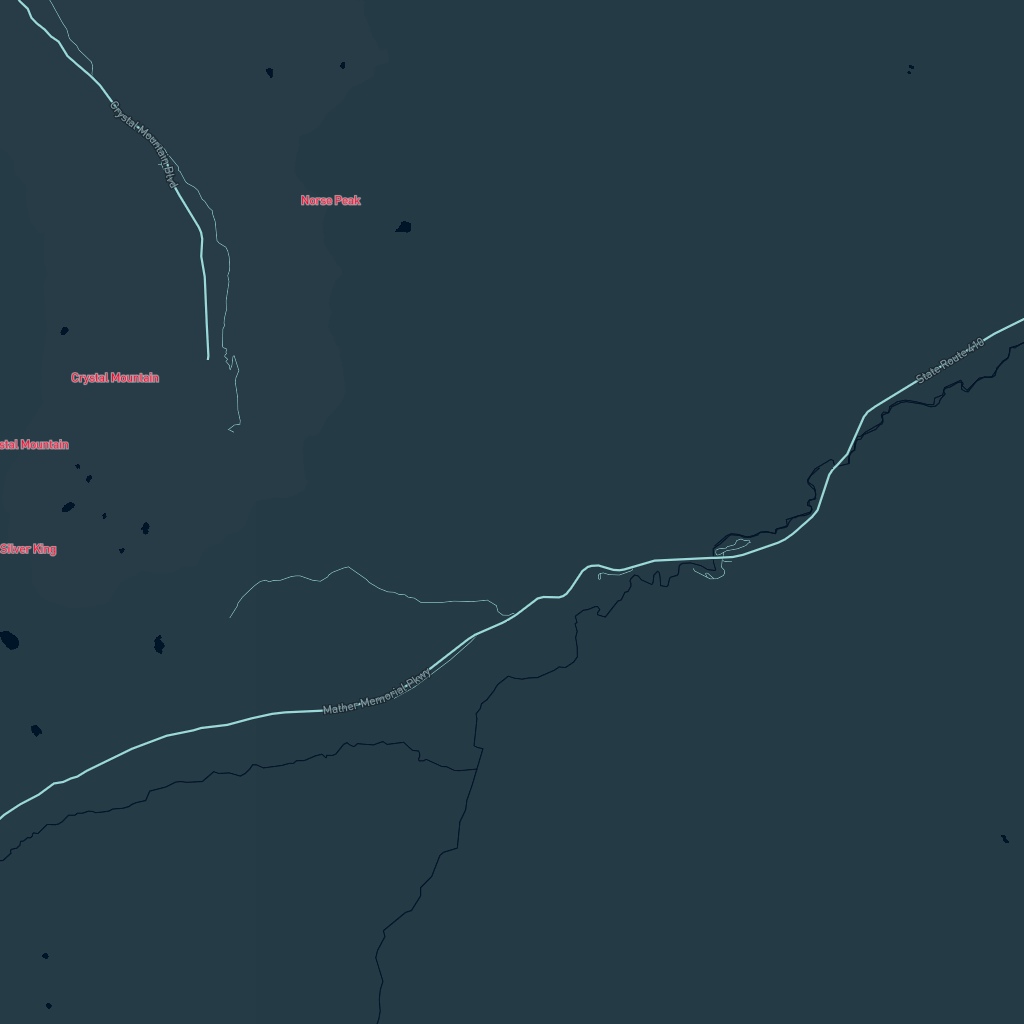 Crystal Mountain Blvd
Norse Peak
State Route 410
Crystal Mountain
stal Mountain
Silver King
Mather Memorial Pkwy